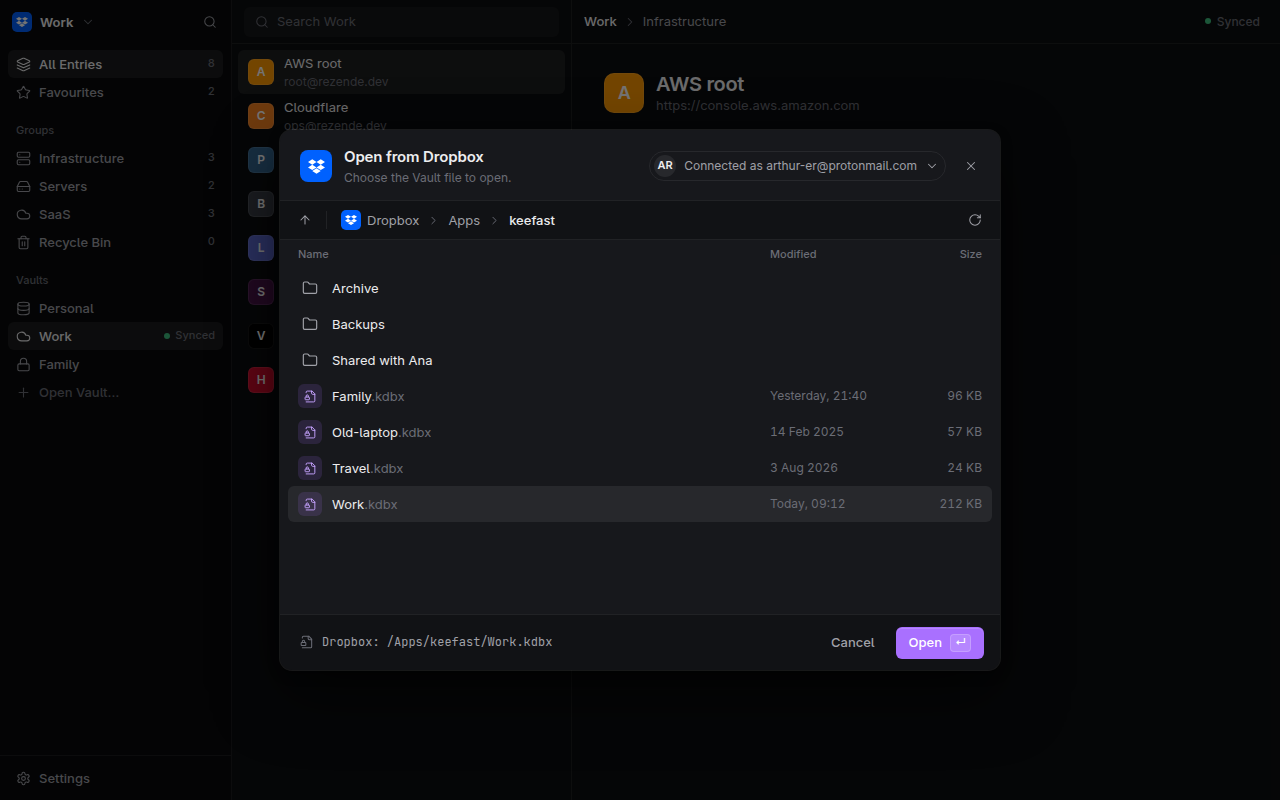 Work
All Entries 8
Favourites 2
Groups
Infrastructure 3
Servers 2
SaaS 3
Recycle Bin 0
Vaults
Personal
Work Synced
Family
Open Vault...
Settings
Search Work
A AWS root
root@rezende.dev
C Cloudflare
ops@rezende.dev
P
B
L
S
V
H
Work Infrastructure Synced
A AWS root
https://console.aws.amazon.com
Open from Dropbox
Choose the Vault file to open.
AR Connected as arthur-er@protonmail.com
Dropbox Apps keefast
Name Modified Size
Archive
Backups
Shared with Ana
Family.kdbx Yesterday, 21:40 96 KB
Old-laptop.kdbx 14 Feb 2025 57 KB
Travel.kdbx 3 Aug 2026 24 KB
Work.kdbx Today, 09:12 212 KB
Dropbox: /Apps/keefast/Work.kdbx
Cancel
Open